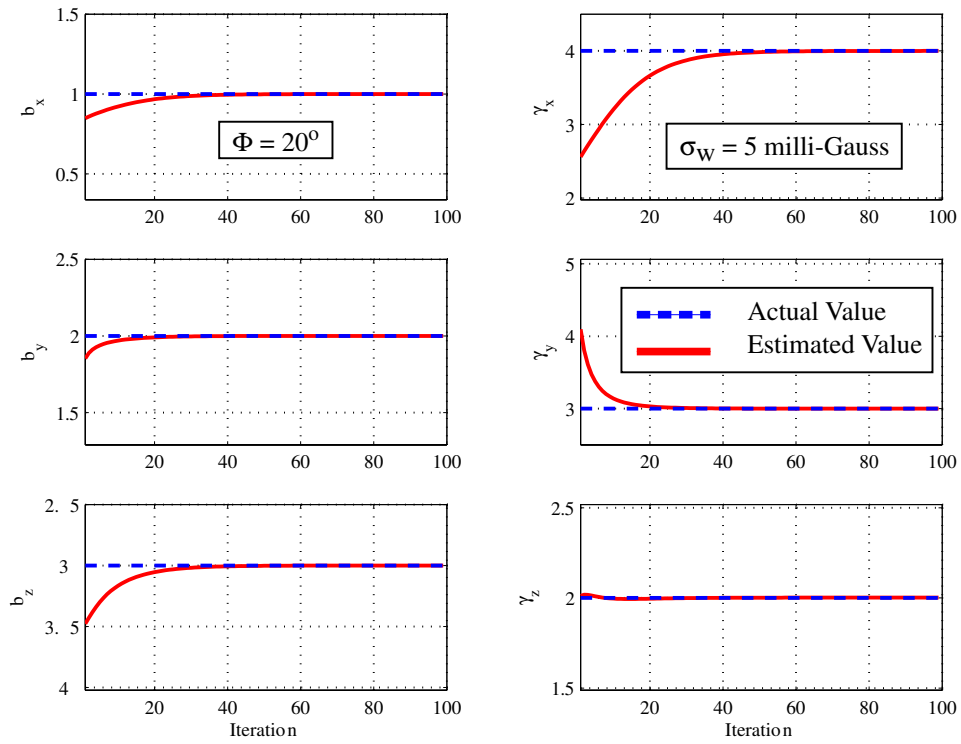 1.5
1
0.5
b_x
Φ = 20°
20 40 60 80 100
4
3
2
γ_x
σ_w = 5 milli-Gauss
20 40 60 80 100
2.5
2
1.5
b_y
20 40 60 80 100
5
4
3
γ_y
Actual Value
Estimated Value
20 40 60 80 100
2. 5
3
3. 5
4
b_z
20 40 60 80 100
Iteration
2.5
2
1.5
γ_z
20 40 60 80 100
Iteration